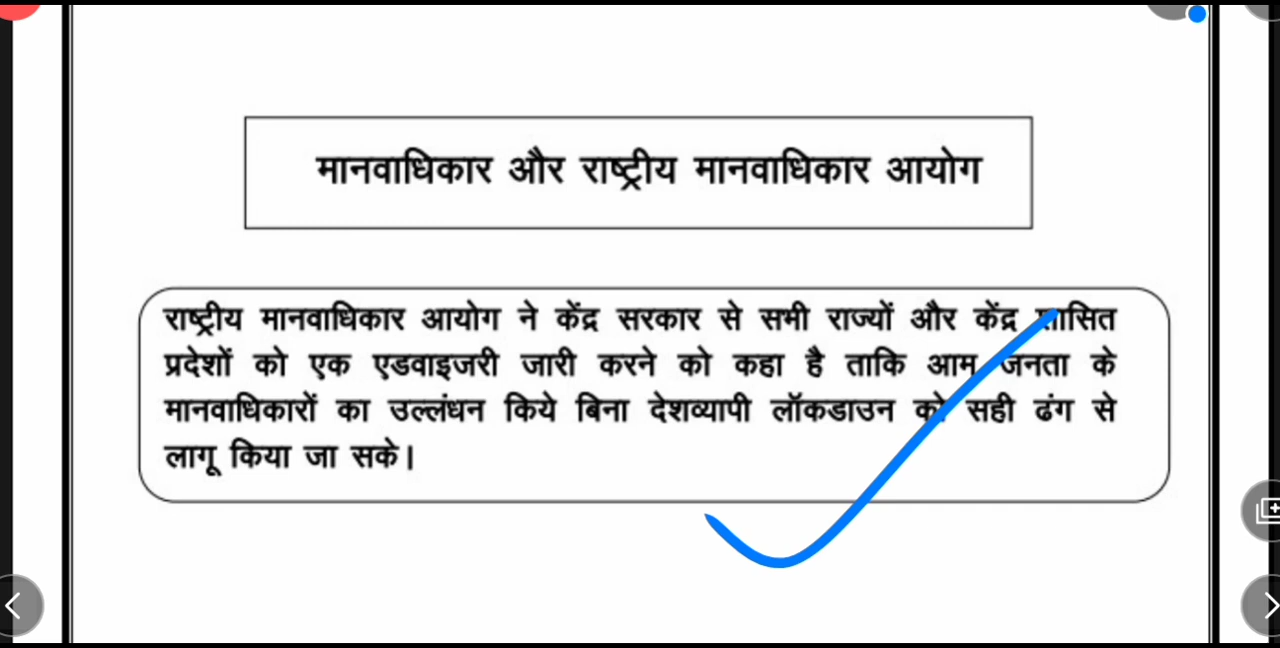 मानवाधिकार और राष्ट्रीय मानवाधिकार आयोग
राष्ट्रीय मानवाधिकार आयोग ने केंद्र सरकार से सभी राज्यों और केंद्र शासित
प्रदेशों को एक एडवाइजरी जारी करने को कहा है ताकि आम जनता के
मानवाधिकारों का उल्लंधन किये बिना देशव्यापी लॉकडाउन को सही ढंग से
लागू किया जा सके।